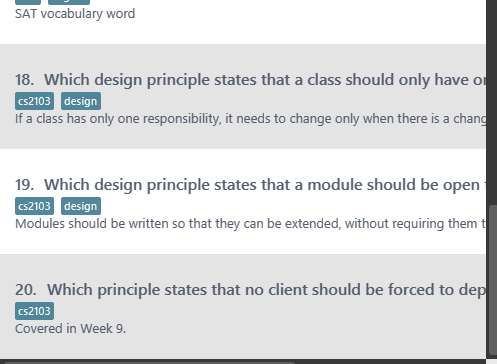 SAT vocabulary word
18. Which design principle states that a class should only have
cs2103 design
If a class has only one responsibility, it needs to change only when there is a
19. Which design principle states that a module should be open
cs2103 design
Modules should be written so that they can be extended, without requiring them
20. Which principle states that no client should be forced to
cs2103
Covered in Week 9.